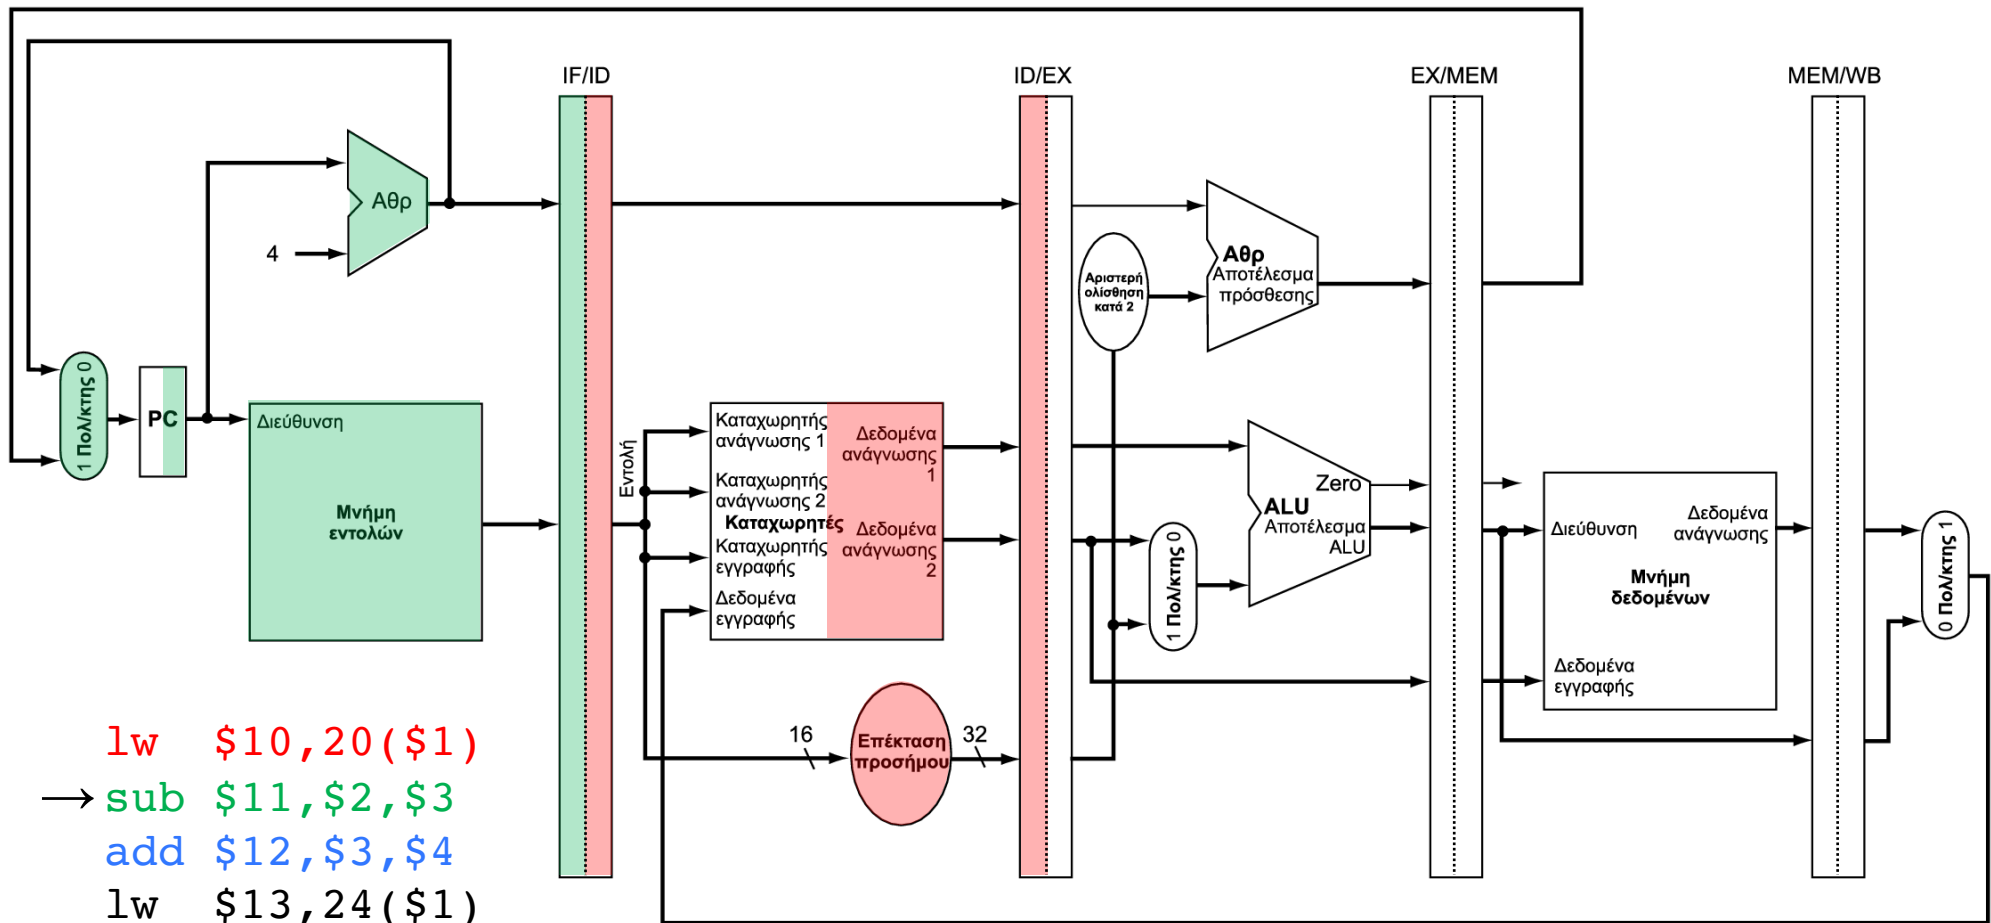 IF/ID
ID/EX
EX/MEM
MEM/WB
Αθρ
4
Αθρ
Αποτέλεσμα
πρόσθεσης
Αριστερή
ολίσθηση
κατά 2
1 Πολ/κτης 0
PC
Διεύθυνση
Μνήμη
εντολών
Εντολή
Καταχωρητής
ανάγνωσης 1
Καταχωρητής
ανάγνωσης 2
Καταχωρητές
Καταχωρητής
εγγραφής
Δεδομένα
εγγραφής
Δεδομένα
ανάγνωσης
1
Δεδομένα
ανάγνωσης
2
1 Πολ/κτης 0
Zero
ALU
Αποτέλεσμα
ALU
Διεύθυνση
Δεδομένα
ανάγνωσης
Μνήμη
δεδομένων
Δεδομένα
εγγραφής
0 Πολ/κτης 1
16
Επέκταση
προσήμου
32
lw $10,20($1)
→ sub $11,$2,$3
add $12,$3,$4
lw $13,24($1)